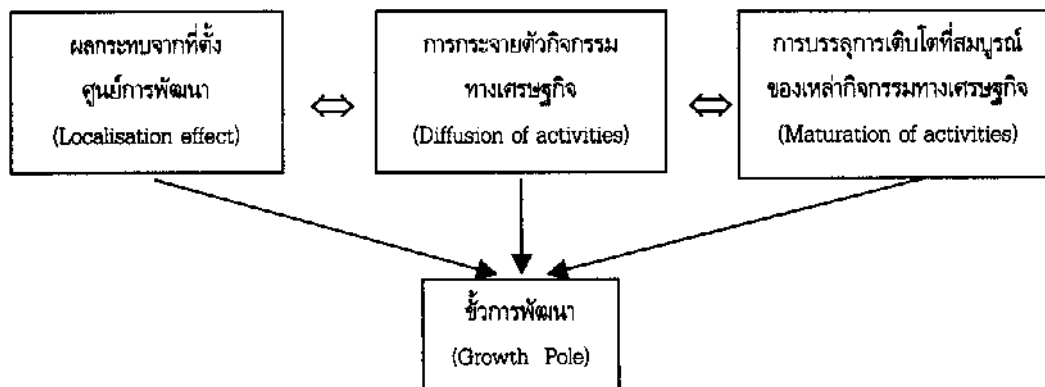 ผลกระทบจากที่ตั้ง
ศูนย์การพัฒนา
(Localisation effect)
การกระจายตัวกิจกรรม
ทางเศรษฐกิจ
(Diffusion of activities)
การบรรลุการเติบโตที่สมบูรณ์
ของเหล่ากิจกรรมทางเศรษฐกิจ
(Maturation of activities)
ขั้วการพัฒนา
(Growth Pole)